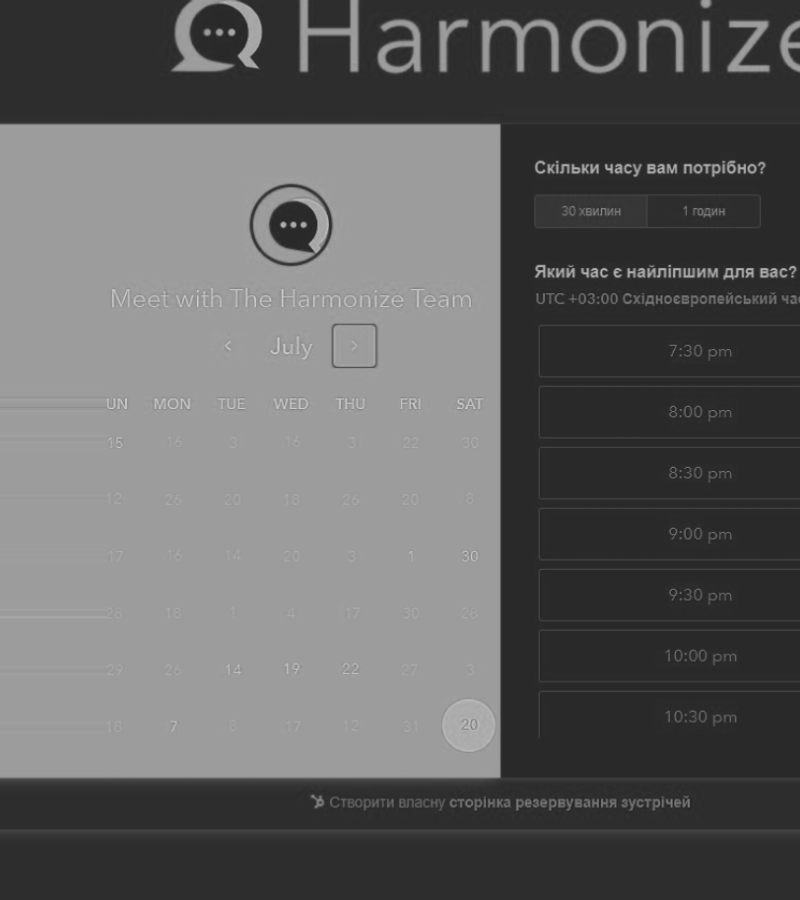 Harmonize
Meet with The Harmonize Team
July
UN MON TUE WED THU FRI SAT
15 16 3 16 3 22 30
12 26 20 18 26 20 8
17 16 14 20 3 1 30
28 18 1 4 17 30 28
29 26 14 19 22 27 3
18 7 8 17 12 31 20
Скільки часу вам потрібно?
30 хвилин 1 годин
Який час є найліпшим для вас?
UTC +03:00 Східноєвропейський час
7:30 pm
8:00 pm
8:30 pm
9:00 pm
9:30 pm
10:00 pm
10:30 pm
Створити власну сторінка резервування зустрічей